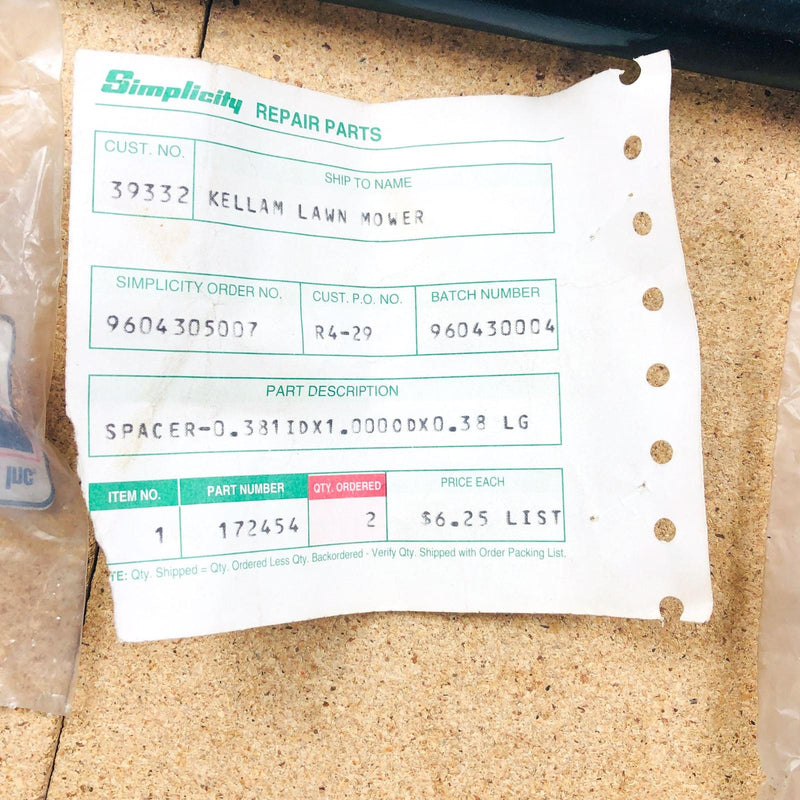 Simplicity REPAIR PARTS
CUST. NO. SHIP TO NAME
39332 KELLAM LAWN MOWER
SIMPLICITY ORDER NO. CUST. P.O. NO. BATCH NUMBER
9604305007 R4-29 960430004
PART DESCRIPTION
SPACER-0.381IDX1.000ODX0.38 LG
ITEM NO. PART NUMBER QTY. ORDERED PRICE EACH
1 172454 2 $6.25 LIST
TE: Qty. Shipped = Qty. Ordered Less Qty. Backordered - Verify Qty. Shipped with Order Packing List.